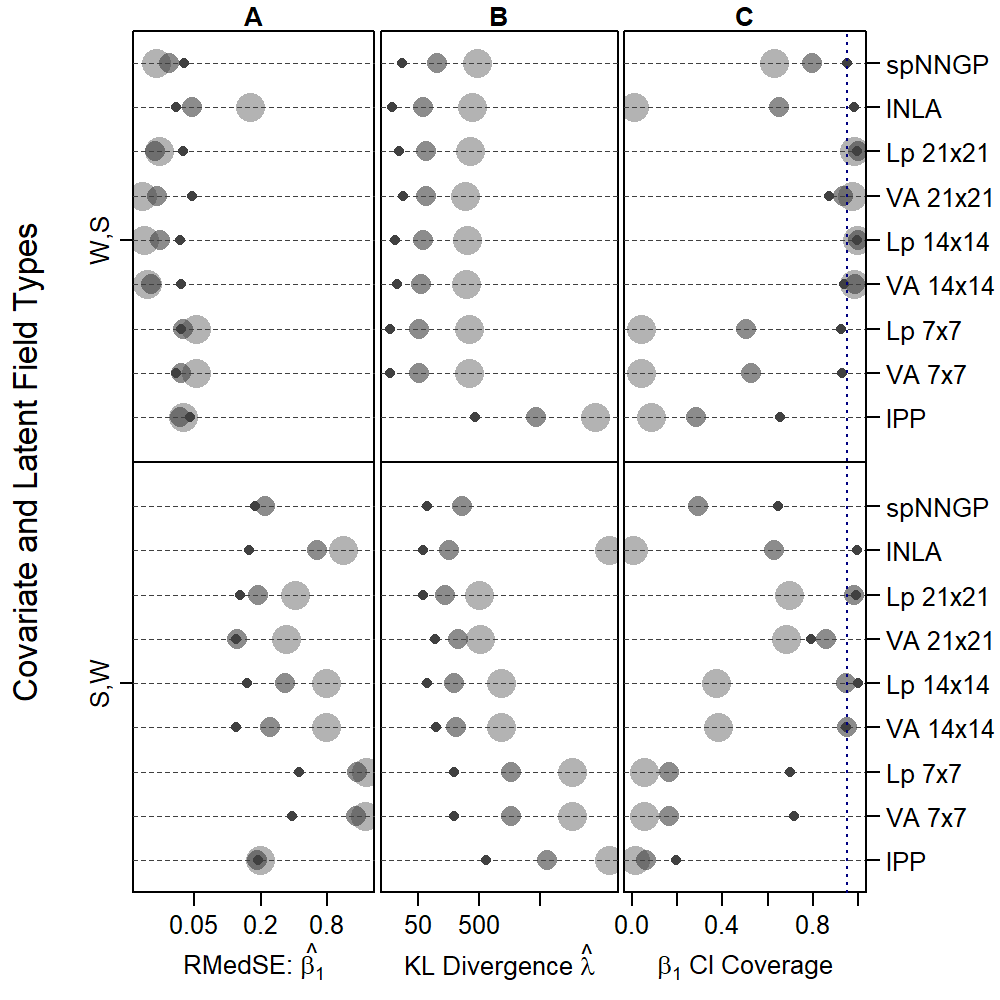 A B C
Covariate and Latent Field Types
W,S
spNNGP
INLA
Lp 21x21
VA 21x21
Lp 14x14
VA 14x14
Lp 7x7
VA 7x7
IPP
S,W
spNNGP
INLA
Lp 21x21
VA 21x21
Lp 14x14
VA 14x14
Lp 7x7
VA 7x7
IPP
0.05 0.2 0.8 50 500 0.0 0.4 0.8
RMedSE: β̂₁ KL Divergence λ̂ β₁ CI Coverage